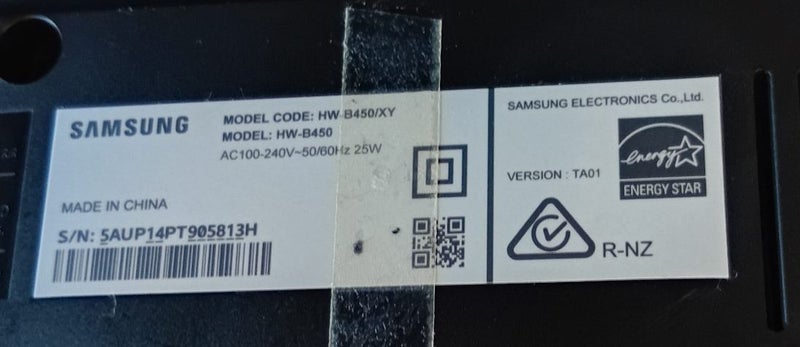 SAMSUNG
MODEL CODE: HW-B450/XY
MODEL: HW-B450
AC100-240V~50/60Hz 25W
MADE IN CHINA
S/N: 5AUP14PT905813H
SAMSUNG ELECTRONICS Co.,Ltd.
VERSION : TA01
energy
ENERGY STAR
R-NZ